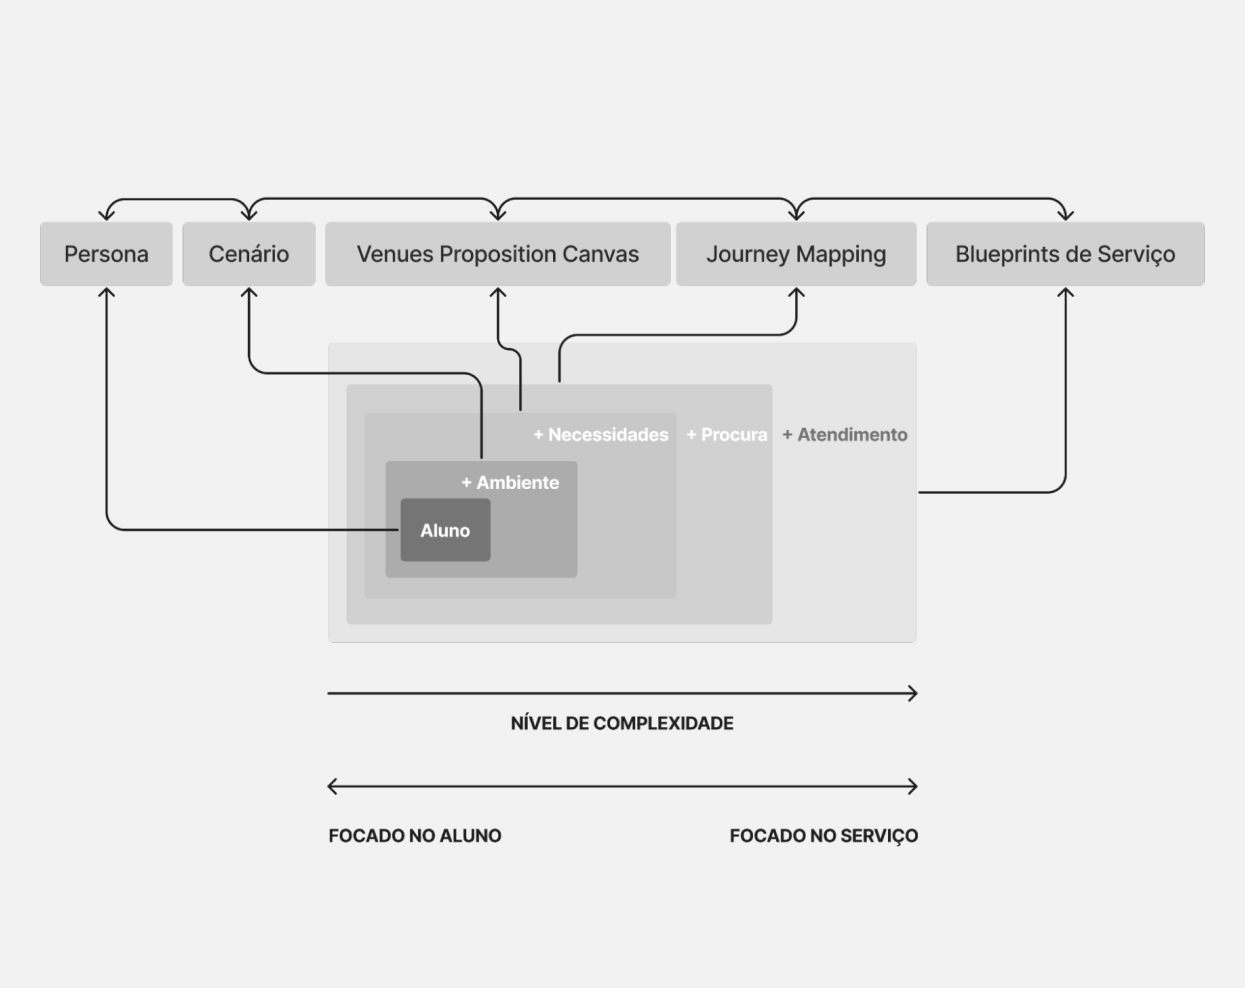 Persona
Cenário
Venues Proposition Canvas
Journey Mapping
Blueprints de Serviço
+ Necessidades
+ Procura
+ Atendimento
+ Ambiente
Aluno
NÍVEL DE COMPLEXIDADE
FOCADO NO ALUNO
FOCADO NO SERVIÇO